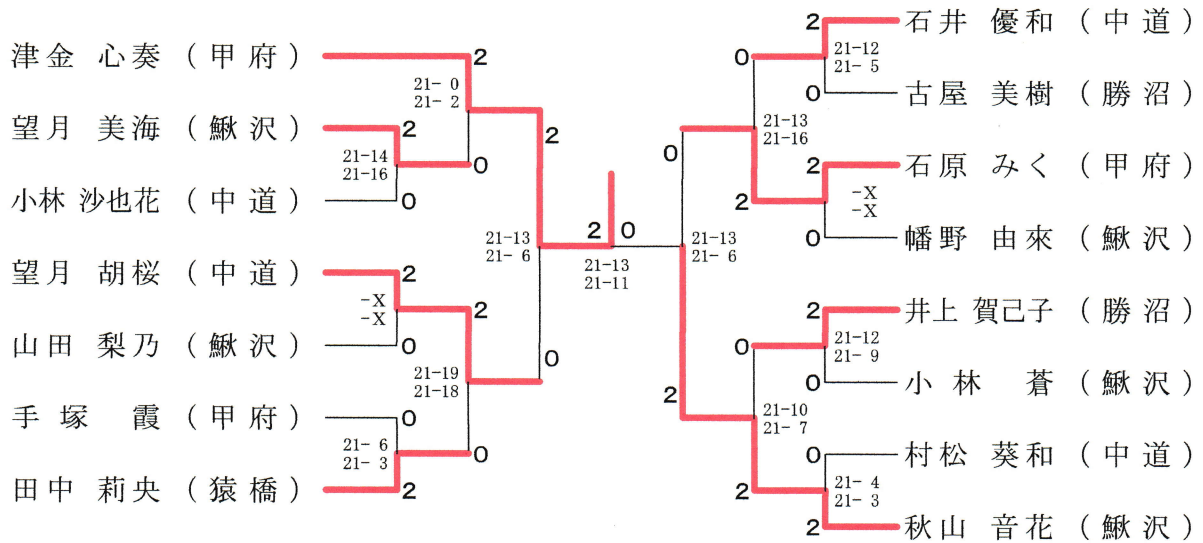 津金 心奏 (甲府)
2
21- 0
21- 2
望月 美海 (鰍沢)
2
21-14
21-16
0
小林 沙也花 (中道)
0
2
21-13
21- 6
望月 胡桜 (中道)
2
-X
-X
2
山田 梨乃 (鰍沢)
0
21-19
21-18
0
手塚 霞 (甲府)
0
21- 6
21- 3
0
田中 莉央 (猿橋)
2
2 0
21-13
21-11
2 石井 優和 (中道)
0
21-12
21- 5
0 古屋 美樹 (勝沼)
21-13
21-16
0
2 石原 みく (甲府)
2
-X
-X
0 幡野 由來 (鰍沢)
21-13
21- 6
2 井上 賀己子 (勝沼)
0
21-12
21- 9
0 小林 蒼 (鰍沢)
2
21-10
21- 7
0 村松 葵和 (中道)
2
21- 4
21- 3
2 秋山 音花 (鰍沢)